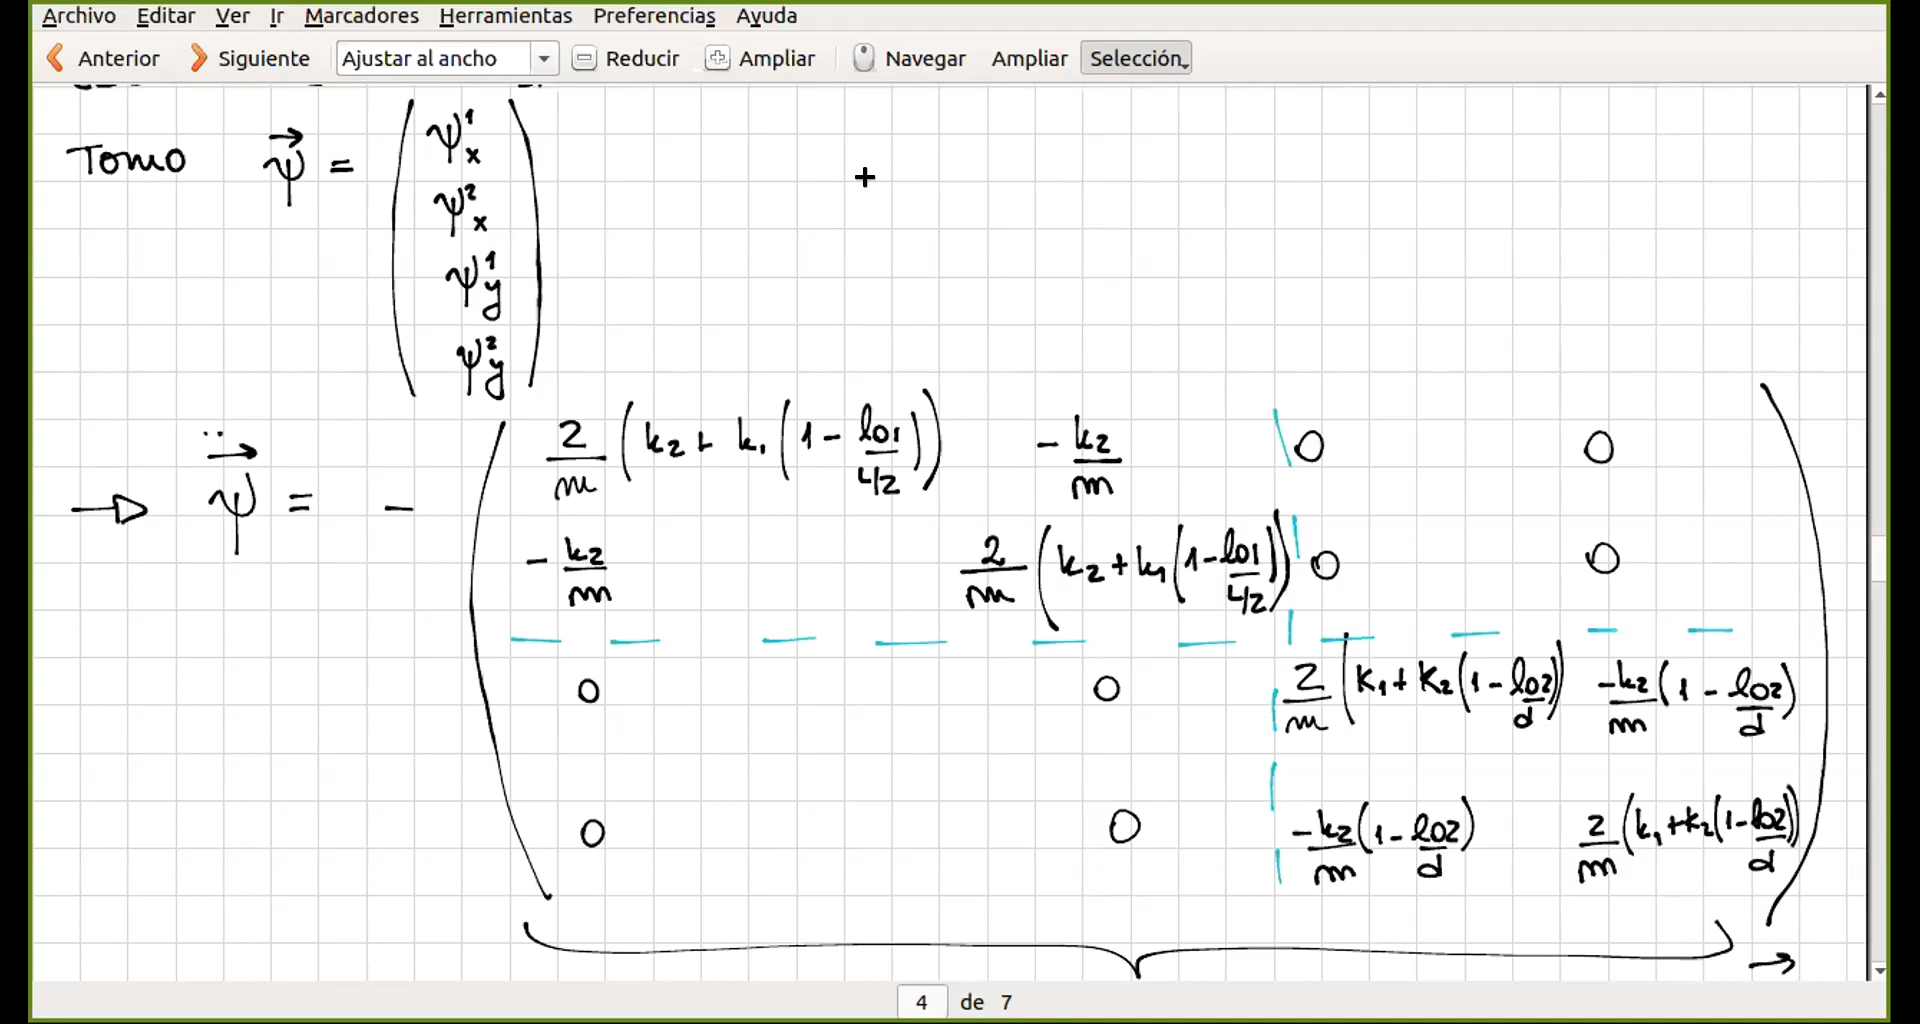 Archivo Editar Ver Ir Marcadores Herramientas Preferencias Ayuda
Anterior Siguiente Ajustar al ancho Reducir Ampliar Navegar Ampliar Selección
Tomo ψ⃗ = ( ψ¹ₓ
ψ²ₓ
ψ¹y
ψ²y )
→ ψ⃗̈ = - ( 2/m (k₂ + k₁ (1 - l01/(L/2))) -k₂/m 0 0
-k₂/m 2/m (k₂ + k₁ (1 - l01/(L/2))) 0 0
0 0 2/m (k₁ + k₂ (1 - l02/d)) -k₂/m (1 - l02/d)
0 0 -k₂/m (1 - l02/d) 2/m (k₁ + k₂ (1 - l02/d)) )
4 de 7